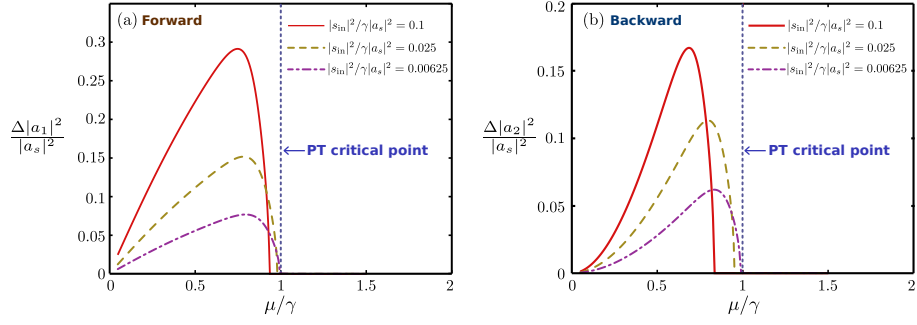 (a) Forward
|s_in|^2/γ|a_s|^2 = 0.1
|s_in|^2/γ|a_s|^2 = 0.025
|s_in|^2/γ|a_s|^2 = 0.00625
0.3
0.25
0.2
0.15
0.1
0.05
0
Δ|a_1|^2
|a_s|^2
PT critical point
0 0.5 1 1.5 2
μ/γ
(b) Backward
|s_in|^2/γ|a_s|^2 = 0.1
|s_in|^2/γ|a_s|^2 = 0.025
|s_in|^2/γ|a_s|^2 = 0.00625
0.20
0.15
0.1
0.05
0
Δ|a_2|^2
|a_s|^2
PT critical point
0 0.5 1 1.5 2
μ/γ